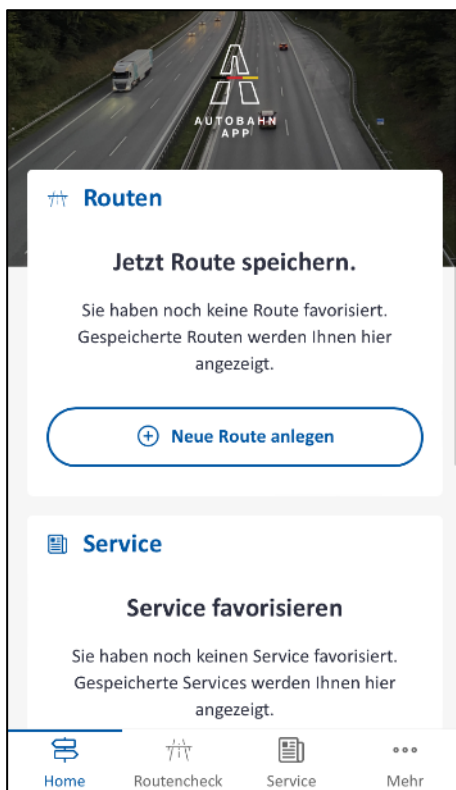 AUTOBAHN
APP
Routen
Jetzt Route speichern.
Sie haben noch keine Route favorisiert.
Gespeicherte Routen werden Ihnen hier
angezeigt.
Neue Route anlegen
Service
Service favorisieren
Sie haben noch keinen Service favorisiert.
Gespeicherte Services werden Ihnen hier
angezeigt.
Home Routencheck Service Mehr